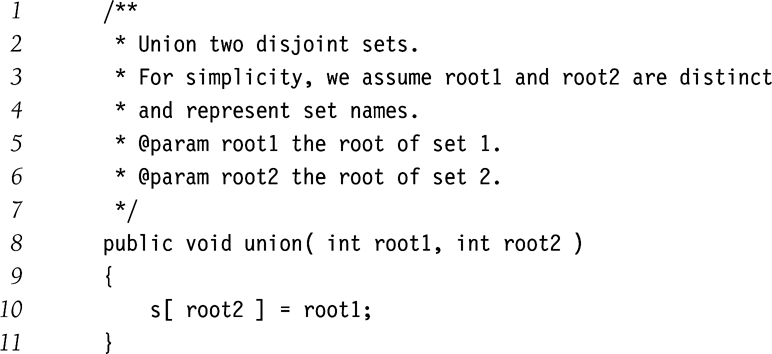 1 /**
2 * Union two disjoint sets.
3 * For simplicity, we assume root1 and root2 are distinct
4 * and represent set names.
5 * @param root1 the root of set 1.
6 * @param root2 the root of set 2.
7 */
8 public void union( int root1, int root2 )
9 {
10 s[ root2 ] = root1;
11 }